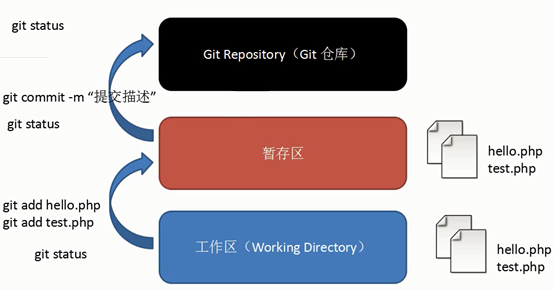 git status
Git Repository（Git 仓库）
git commit -m “提交描述”
git status
暂存区
hello.php
test.php
git add hello.php
git add test.php
工作区（Working Directory）
git status
hello.php
test.php